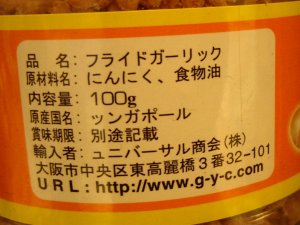 品　名：フライドガーリック
原材料名：にんにく、食物油
内容量：100g
原産国名：ッンガポール
賞味期限：別途記載
輸入者：ユニバーサル商会(株)
大阪市中央区東高麗橋3番32-101
URL：http://www.g-y-c.com/